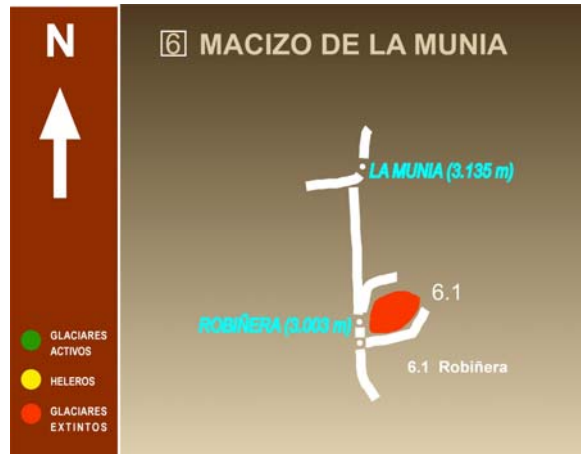 N
6 MACIZO DE LA MUNIA
LA MUNIA (3.135 m)
6.1
ROBIÑERA (3.003 m)
6.1 Robiñera
GLACIARES
ACTIVOS
HELEROS
GLACIARES
EXTINTOS